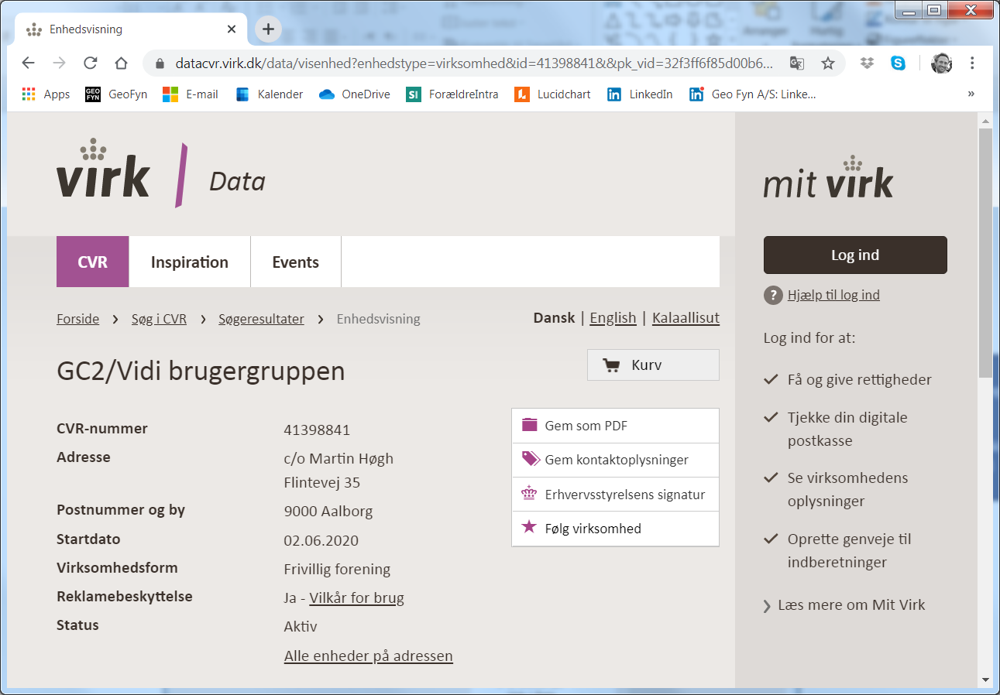 Enhedsvisning
datacvr.virk.dk/data/visenhed?enhedstype=virksomhed&id=41398841&&pk_vid=32f3ff6f85d00b6...
Apps GEO FYN GeoFyn E-mail Kalender OneDrive SI ForældreIntra Lucidchart LinkedIn Geo Fyn A/S: Linke... »
virk Data
mit virk
CVR Inspiration Events
Log ind
? Hjælp til log ind
Forside › Søg i CVR › Søgeresultater › Enhedsvisning
Dansk | English | Kalaallisut
Log ind for at:
GC2/Vidi brugergruppen
Kurv
Få og give rettigheder
Tjekke din digitale
postkasse
Se virksomhedens
oplysninger
Oprette genveje til
indberetninger
Læs mere om Mit Virk
CVR-nummer 41398841
Adresse c/o Martin Høgh
Flintevej 35
Postnummer og by 9000 Aalborg
Startdato 02.06.2020
Virksomhedsform Frivillig forening
Reklamebeskyttelse Ja - Vilkår for brug
Status Aktiv
Alle enheder på adressen
Gem som PDF
Gem kontaktoplysninger
Erhvervsstyrelsens signatur
Følg virksomhed